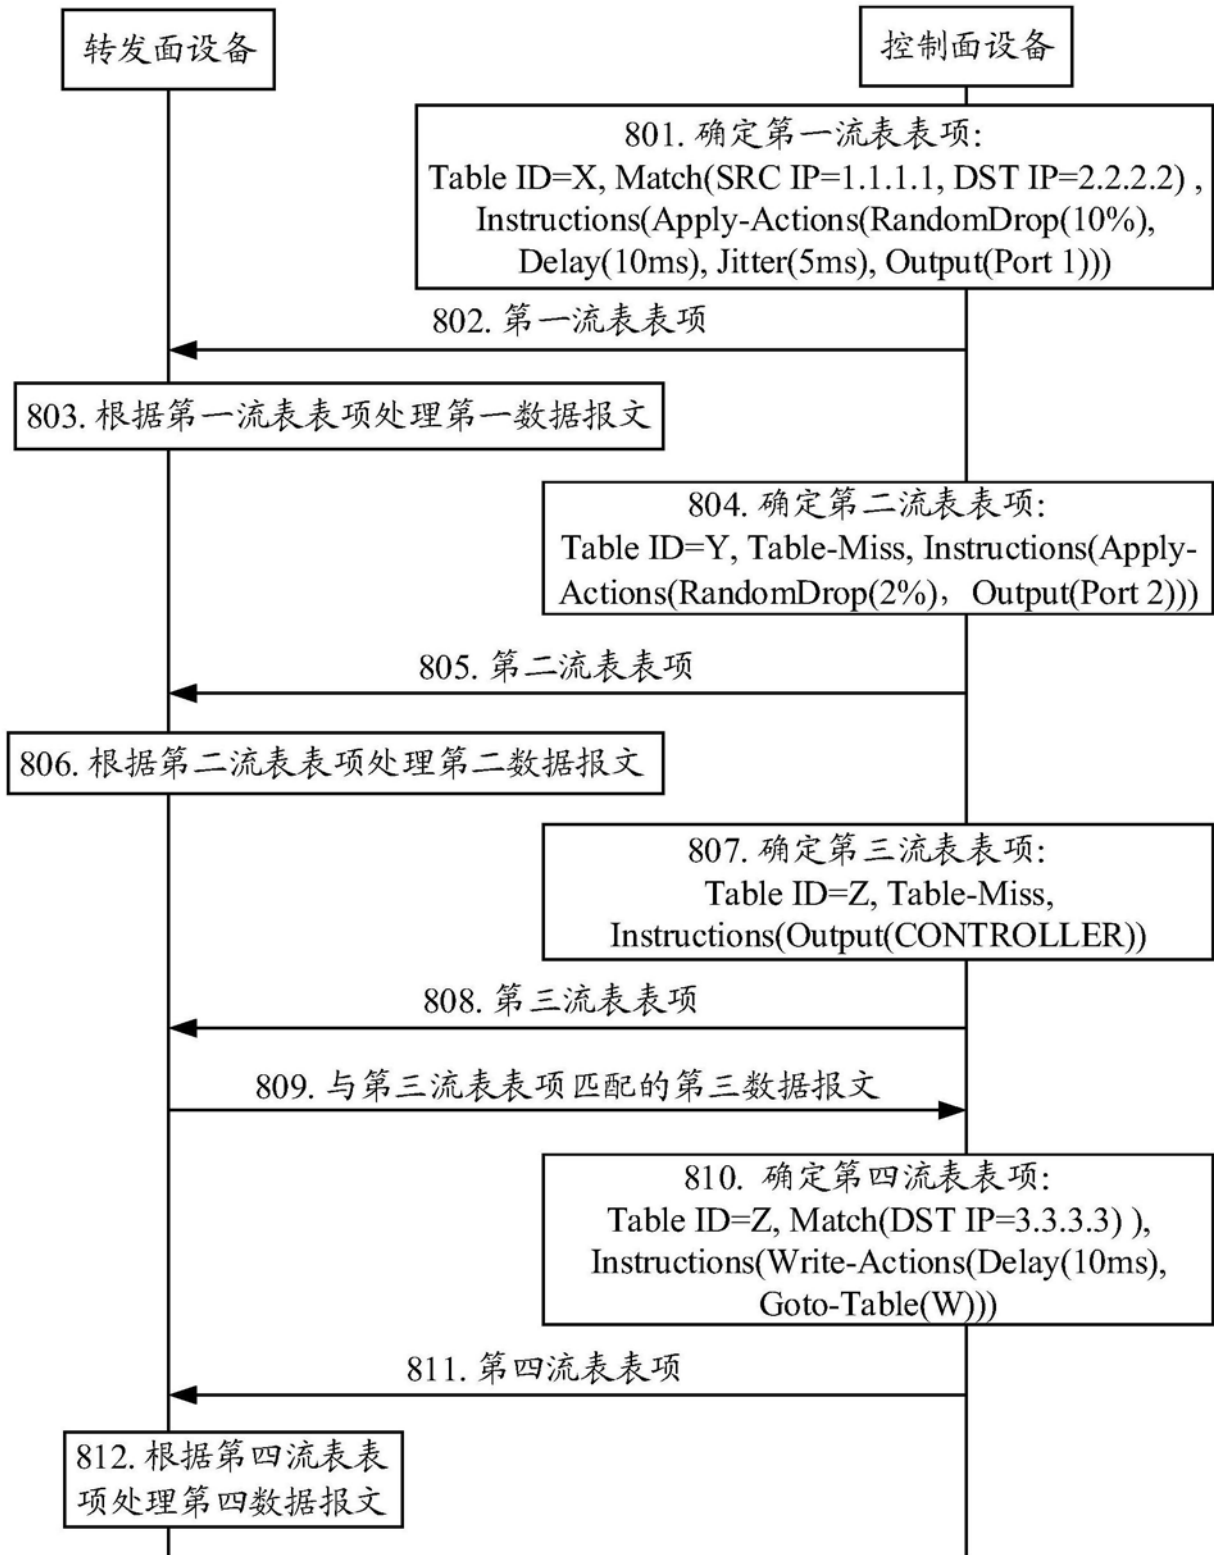 转发面设备
控制面设备
801. 确定第一流表表项:
Table ID=X, Match(SRC IP=1.1.1.1, DST IP=2.2.2.2) ,
Instructions(Apply-Actions(RandomDrop(10%),
Delay(10ms), Jitter(5ms), Output(Port 1)))
802. 第一流表表项
803. 根据第一流表表项处理第一数据报文
804. 确定第二流表表项:
Table ID=Y, Table-Miss, Instructions(Apply-
Actions(RandomDrop(2%), Output(Port 2)))
805. 第二流表表项
806. 根据第二流表表项处理第二数据报文
807. 确定第三流表表项:
Table ID=Z, Table-Miss,
Instructions(Output(CONTROLLER))
808. 第三流表表项
809. 与第三流表表项匹配的第三数据报文
810. 确定第四流表表项:
Table ID=Z, Match(DST IP=3.3.3.3) ),
Instructions(Write-Actions(Delay(10ms),
Goto-Table(W)))
811. 第四流表表项
812. 根据第四流表表
项处理第四数据报文